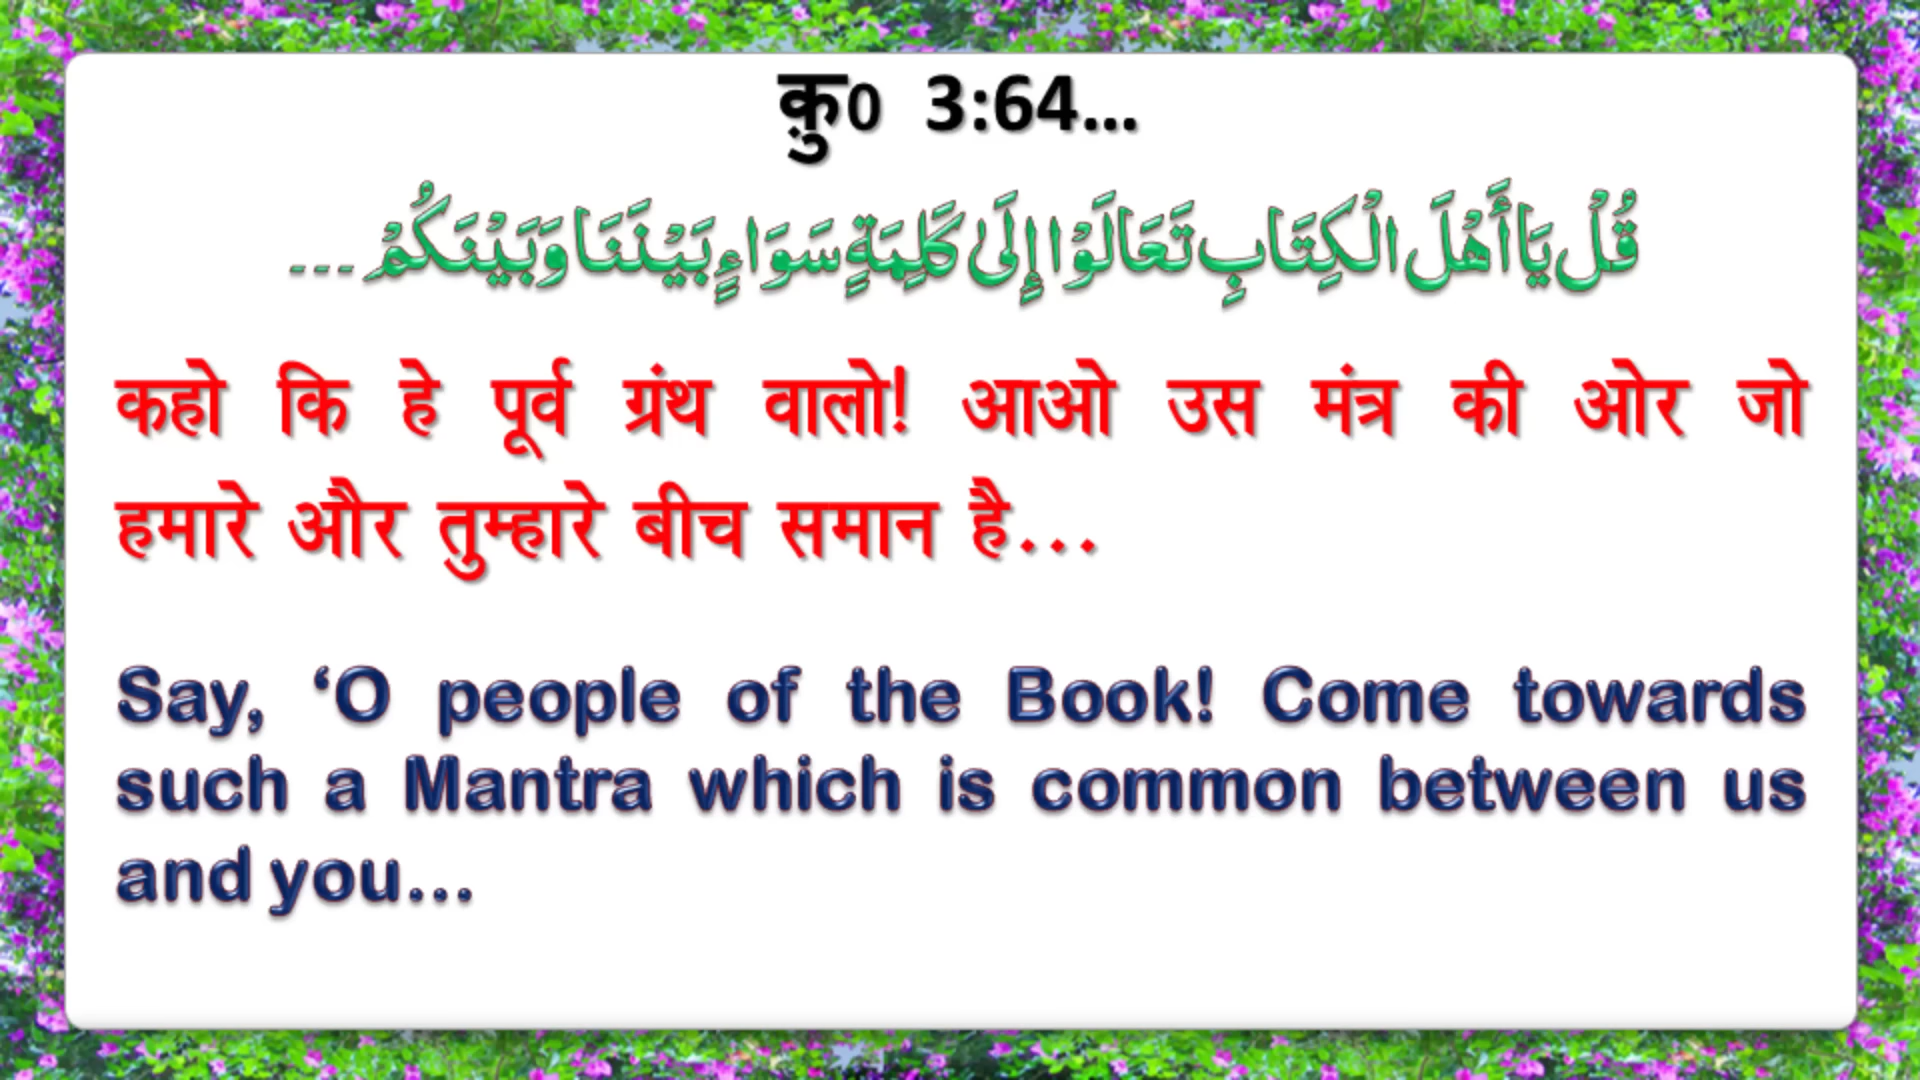 क़ु0 3:64...
قُلْ يَا أَهْلَ الْكِتَابِ تَعَالَوْا إِلَىٰ كَلِمَةٍ سَوَاءٍ بَيْنَنَا وَبَيْنَكُمْ ---
कहो कि हे पूर्व ग्रंथ वालो! आओ उस मंत्र की ओर जो
हमारे और तुम्हारे बीच समान है...
Say, ‘O people of the Book! Come towards
such a Mantra which is common between us
and you...